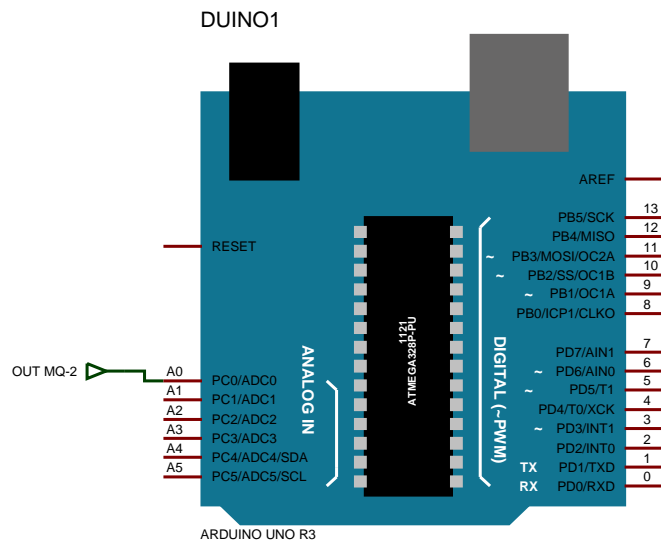 DUINO1
AREF
RESET
PB5/SCK 13
PB4/MISO 12
~ PB3/MOSI/OC2A 11
~ PB2/SS/OC1B 10
~ PB1/OC1A 9
PB0/ICP1/CLKO 8
1121
ATMEGA328P-PU
ANALOG IN
DIGITAL (~PWM)
OUT MQ-2
A0 PC0/ADC0
A1 PC1/ADC1
A2 PC2/ADC2
A3 PC3/ADC3
A4 PC4/ADC4/SDA
A5 PC5/ADC5/SCL
PD7/AIN1 7
~ PD6/AIN0 6
~ PD5/T1 5
PD4/T0/XCK 4
~ PD3/INT1 3
PD2/INT0 2
TX PD1/TXD 1
RX PD0/RXD 0
ARDUINO UNO R3